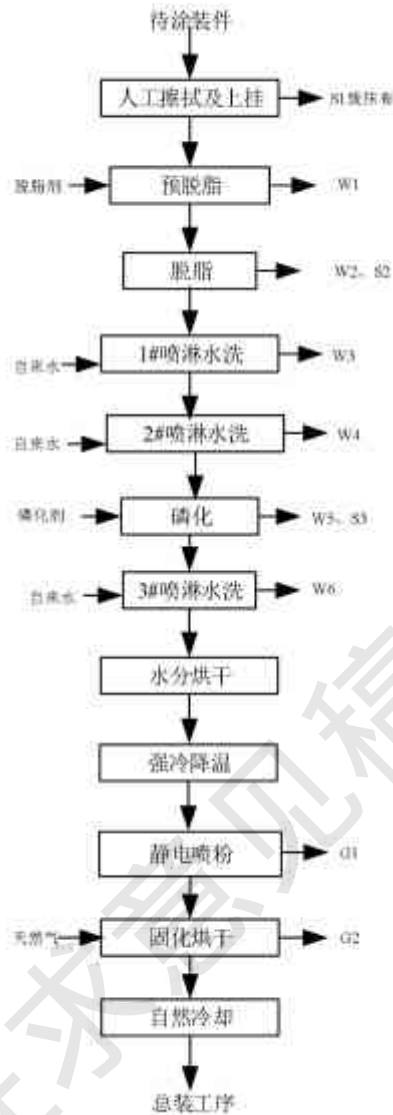 待涂装件
人工擦拭及上挂 S1废抹布
脱脂剂 预脱脂 W1
脱脂 W2、S2
自来水 1#喷淋水洗 W3
自来水 2#喷淋水洗 W4
磷化剂 磷化 W5、S3
自来水 3#喷淋水洗 W6
水分烘干
强冷降温
静电喷粉 G1
天然气 固化烘干 G2
自然冷却
总装工序
求意见稿